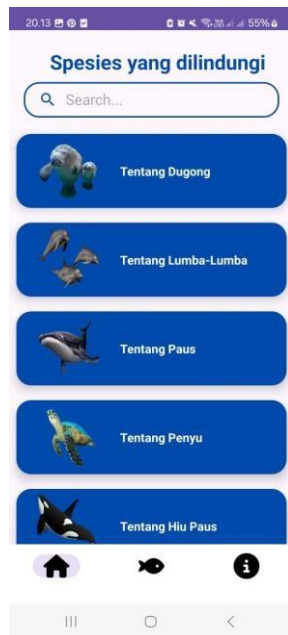 20.13
55%
Spesies yang dilindungi
Search...
Tentang Dugong
Tentang Lumba-Lumba
Tentang Paus
Tentang Penyu
Tentang Hiu Paus